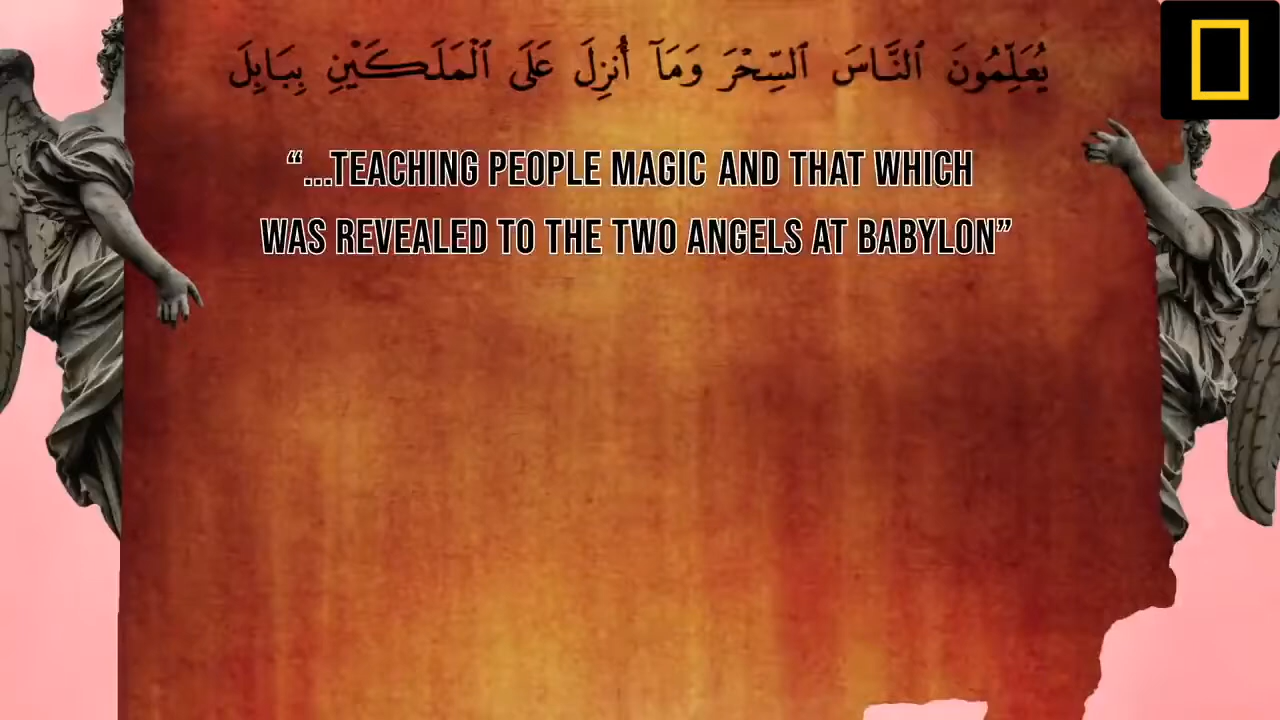 يُعَلِّمُونَ ٱلنَّاسَ ٱلسِّحْرَ وَمَآ أُنزِلَ عَلَى ٱلْمَلَكَيْنِ بِبَابِلَ
“...TEACHING PEOPLE MAGIC AND THAT WHICH
WAS REVEALED TO THE TWO ANGELS AT BABYLON”